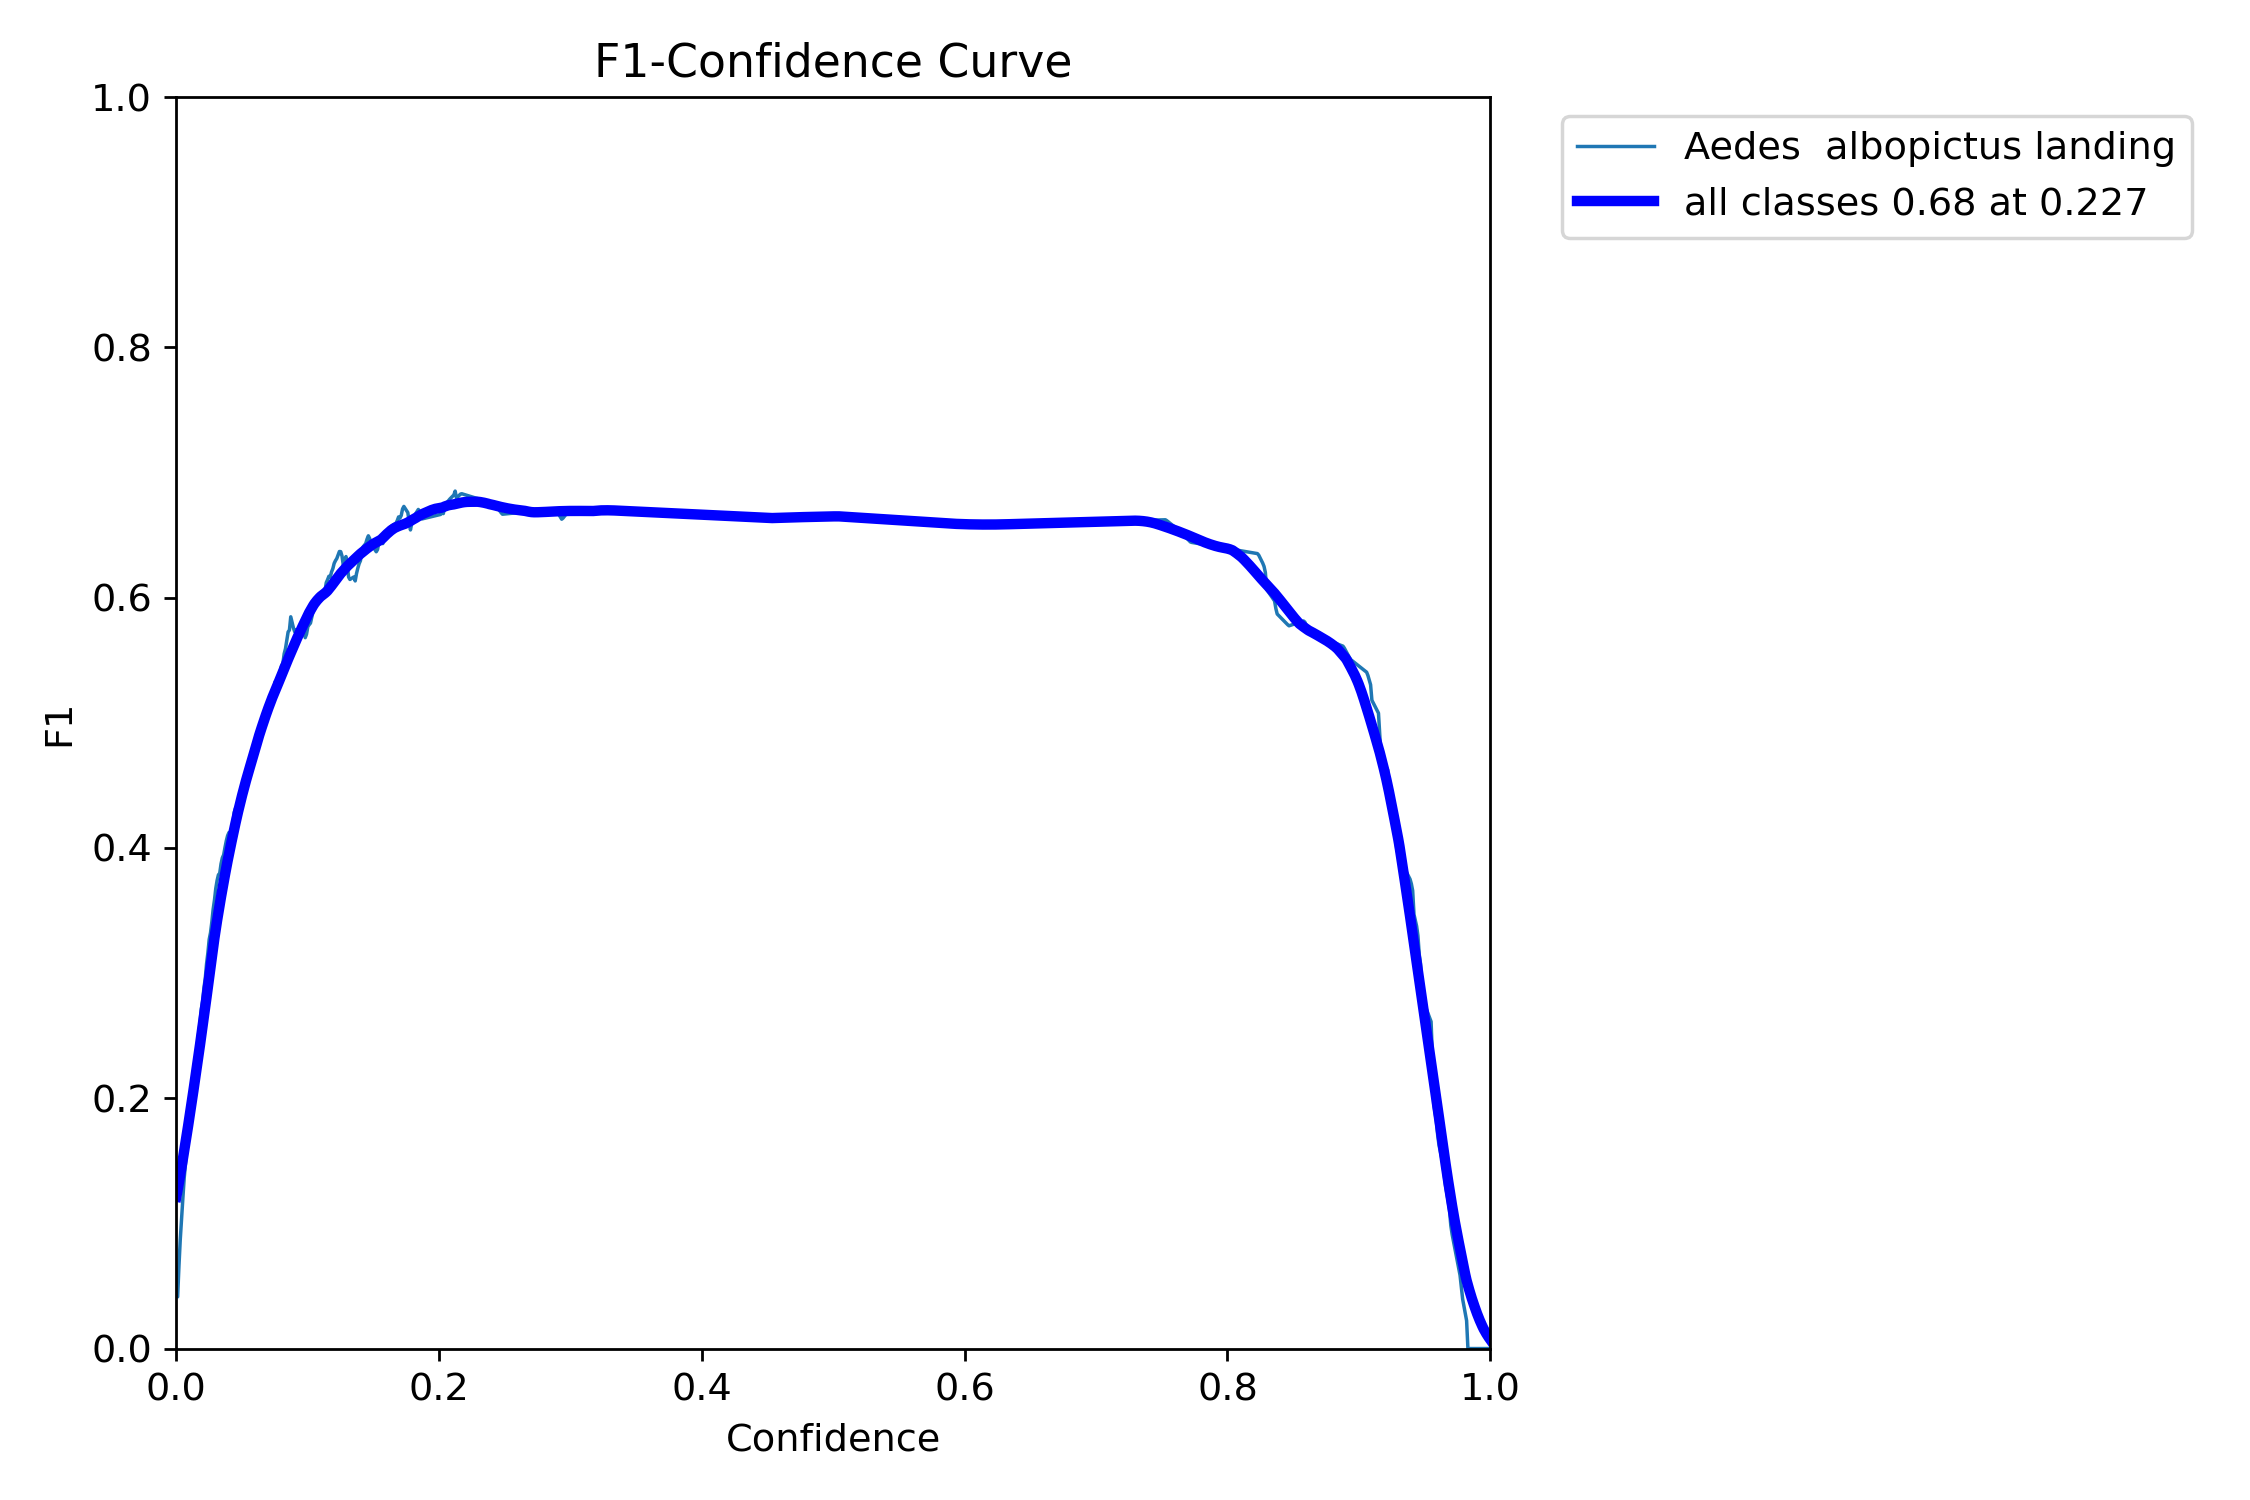 F1-Confidence Curve
1.0
0.8
0.6
0.4
0.2
0.0
F1
0.0 0.2 0.4 0.6 0.8 1.0
Confidence
Aedes  albopictus landing
all classes 0.68 at 0.227